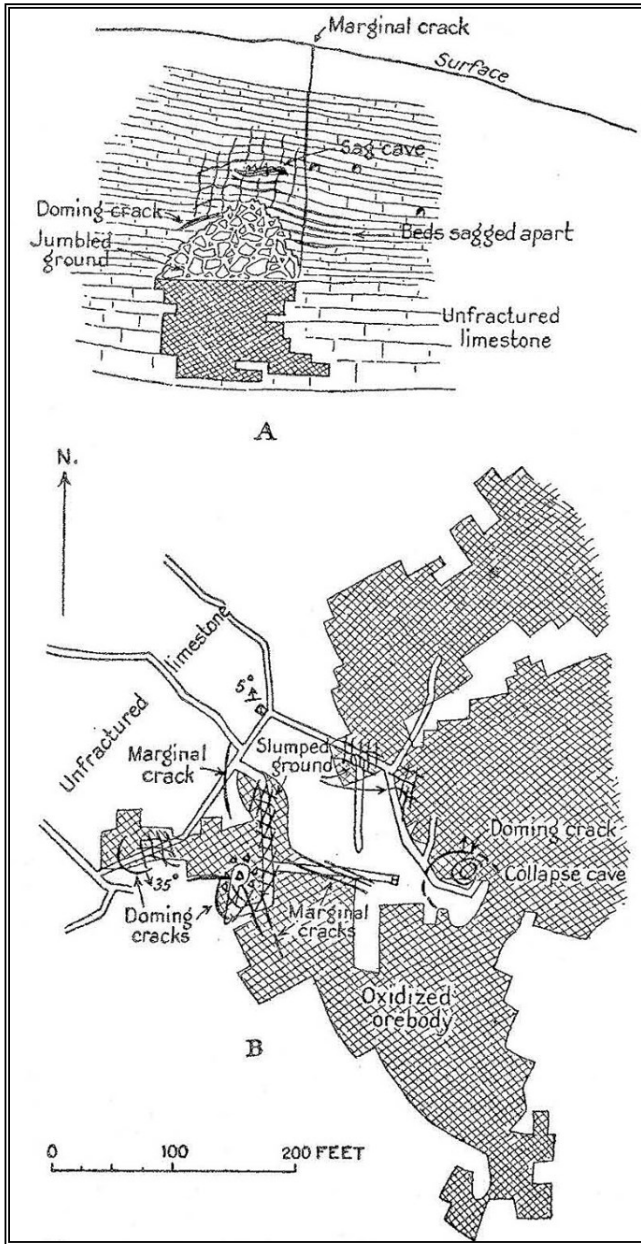 Marginal crack
Surface
Sag cave
Doming crack
Jumbled
ground
Beds sagged apart
Unfractured
limestone
A
N.
limestone
Unfractured
5°
Marginal
crack
Slumped
ground
Doming crack
Collapse cave
35°
Doming
cracks
Marginal
cracks
Oxidized
orebody
B
0 100 200 FEET